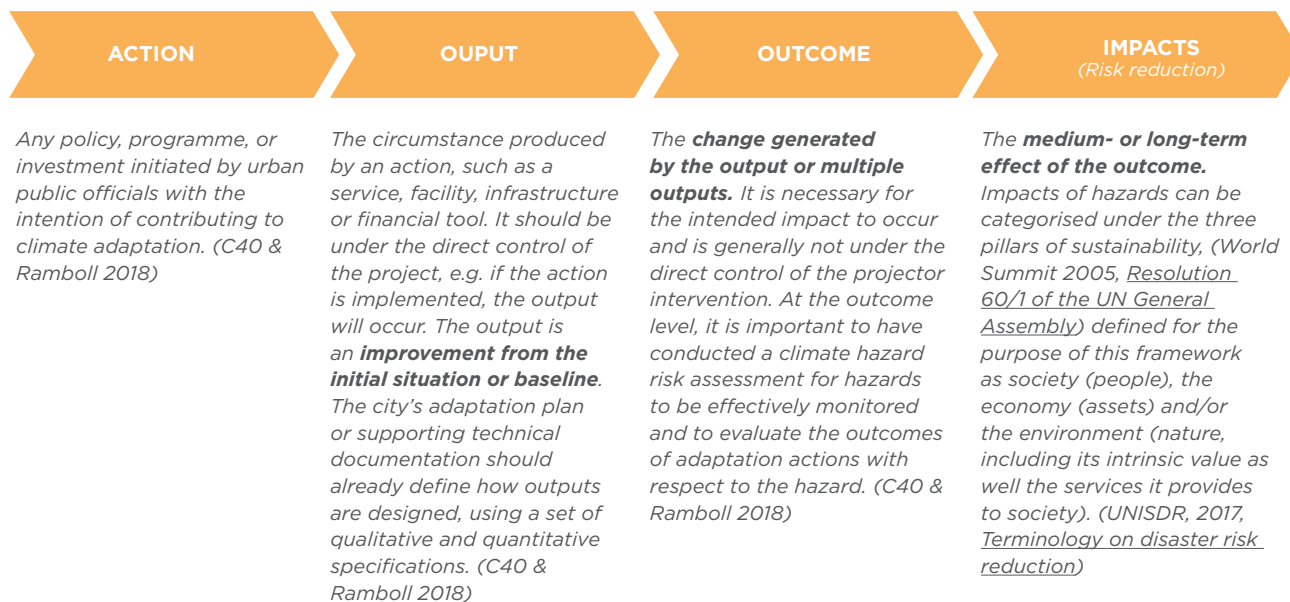 ACTION
Any policy, programme, or
investment initiated by urban
public officials with the
intention of contributing to
climate adaptation. (C40 &
Ramboll 2018)
OUPUT
The circumstance produced
by an action, such as a
service, facility, infrastructure
or financial tool. It should be
under the direct control of
the project, e.g. if the action
is implemented, the output
will occur. The output is
an improvement from the
initial situation or baseline.
The city's adaptation plan
or supporting technical
documentation should
already define how outputs
are designed, using a set of
qualitative and quantitative
specifications. (C40 &
Ramboll 2018)
OUTCOME
The change generated
by the output or multiple
outputs. It is necessary for
the intended impact to occur
and is generally not under the
direct control of the projector
intervention. At the outcome
level, it is important to have
conducted a climate hazard
risk assessment for hazards
to be effectively monitored
and to evaluate the outcomes
of adaptation actions with
respect to the hazard. (C40 &
Ramboll 2018)
IMPACTS
(Risk reduction)
The medium- or long-term
effect of the outcome.
Impacts of hazards can be
categorised under the three
pillars of sustainability, (World
Summit 2005, Resolution
60/1 of the UN General
Assembly) defined for the
purpose of this framework
as society (people), the
economy (assets) and/or
the environment (nature,
including its intrinsic value as
well the services it provides
to society). (UNISDR, 2017,
Terminology on disaster risk
reduction)